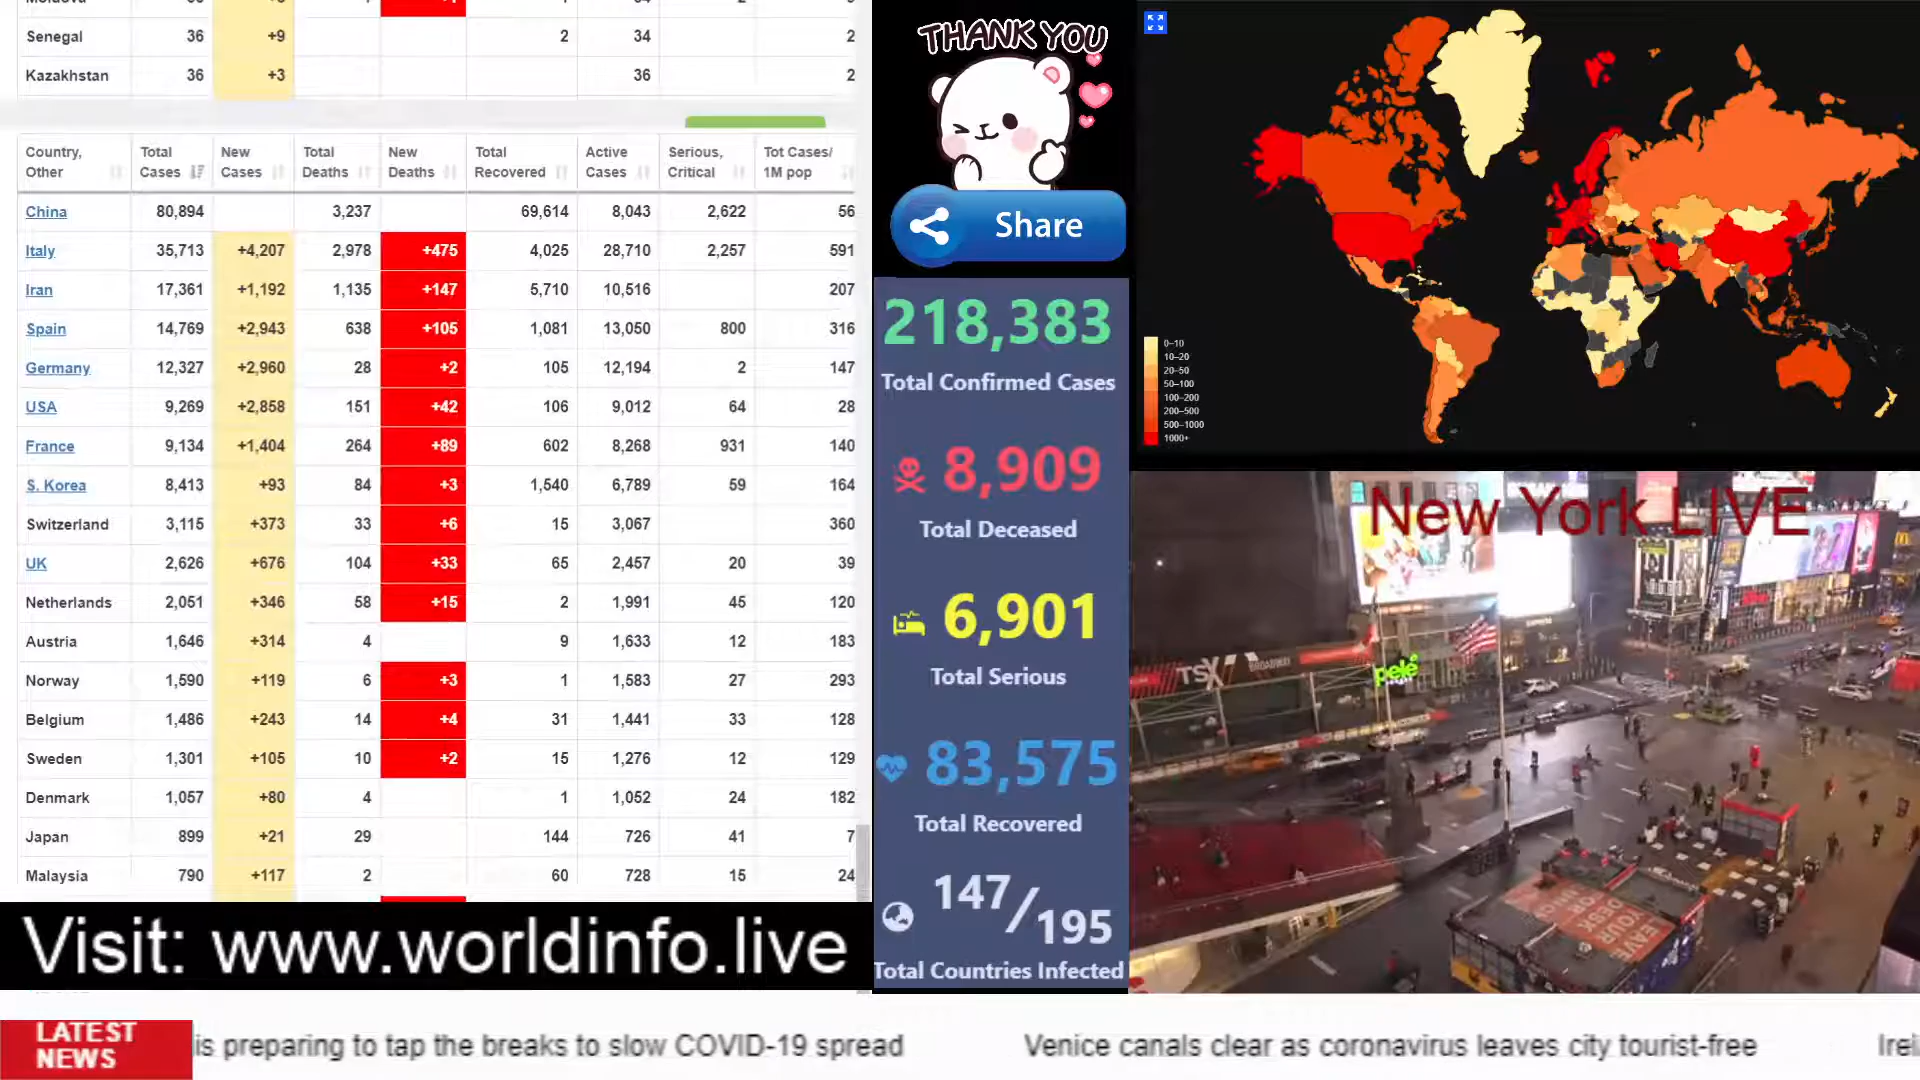 Senegal 36 +9 2 34 2
Kazakhstan 36 +3 36 2
Country, Other Total Cases New Cases Total Deaths New Deaths Total Recovered Active Cases Serious, Critical Tot Cases/ 1M pop
China 80,894 3,237 69,614 8,043 2,622 56
Italy 35,713 +4,207 2,978 +475 4,025 28,710 2,257 591
Iran 17,361 +1,192 1,135 +147 5,710 10,516 207
Spain 14,769 +2,943 638 +105 1,081 13,050 800 316
Germany 12,327 +2,960 28 +2 105 12,194 2 147
USA 9,269 +2,858 151 +42 106 9,012 64 28
France 9,134 +1,404 264 +89 602 8,268 931 140
S. Korea 8,413 +93 84 +3 1,540 6,789 59 164
Switzerland 3,115 +373 33 +6 15 3,067 360
UK 2,626 +676 104 +33 65 2,457 20 39
Netherlands 2,051 +346 58 +15 2 1,991 45 120
Austria 1,646 +314 4 9 1,633 12 183
Norway 1,590 +119 6 +3 1 1,583 27 293
Belgium 1,486 +243 14 +4 31 1,441 33 128
Sweden 1,301 +105 10 +2 15 1,276 12 129
Denmark 1,057 +80 4 1 1,052 24 182
Japan 899 +21 29 144 726 41 7
Malaysia 790 +117 2 60 728 15 24
Visit: www.worldinfo.live
THANK YOU
Share
218,383
Total Confirmed Cases
8,909
Total Deceased
6,901
Total Serious
83,575
Total Recovered
147/195
Total Countries Infected
0–10
10–20
20–50
50–100
100–200
200–500
500–1000
1000+
New York LIVE
TSX BROADWAY
pele
LEAVE
YOUR
LATEST
NEWS
is preparing to tap the breaks to slow COVID-19 spread Venice canals clear as coronavirus leaves city tourist-free